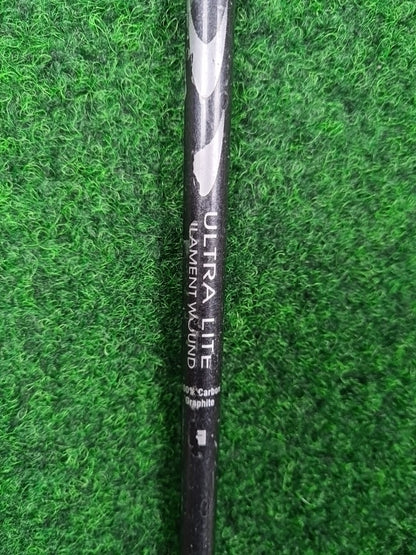 ULTRA LITE
ILAMENT WOUND
00% Carbon
Graphite